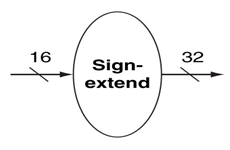 16
32
Sign-
extend